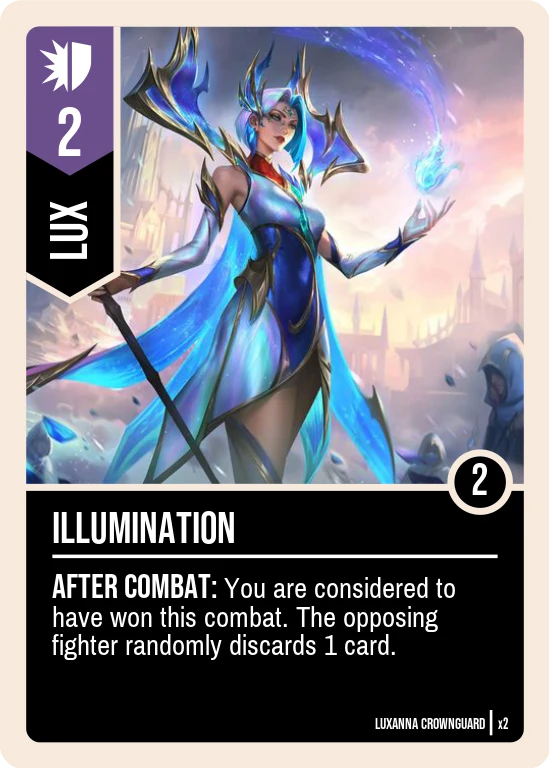 2
LUX
2
ILLUMINATION
AFTER COMBAT: You are considered to
have won this combat. The opposing
fighter randomly discards 1 card.
LUXANNA CROWNGUARD | x2